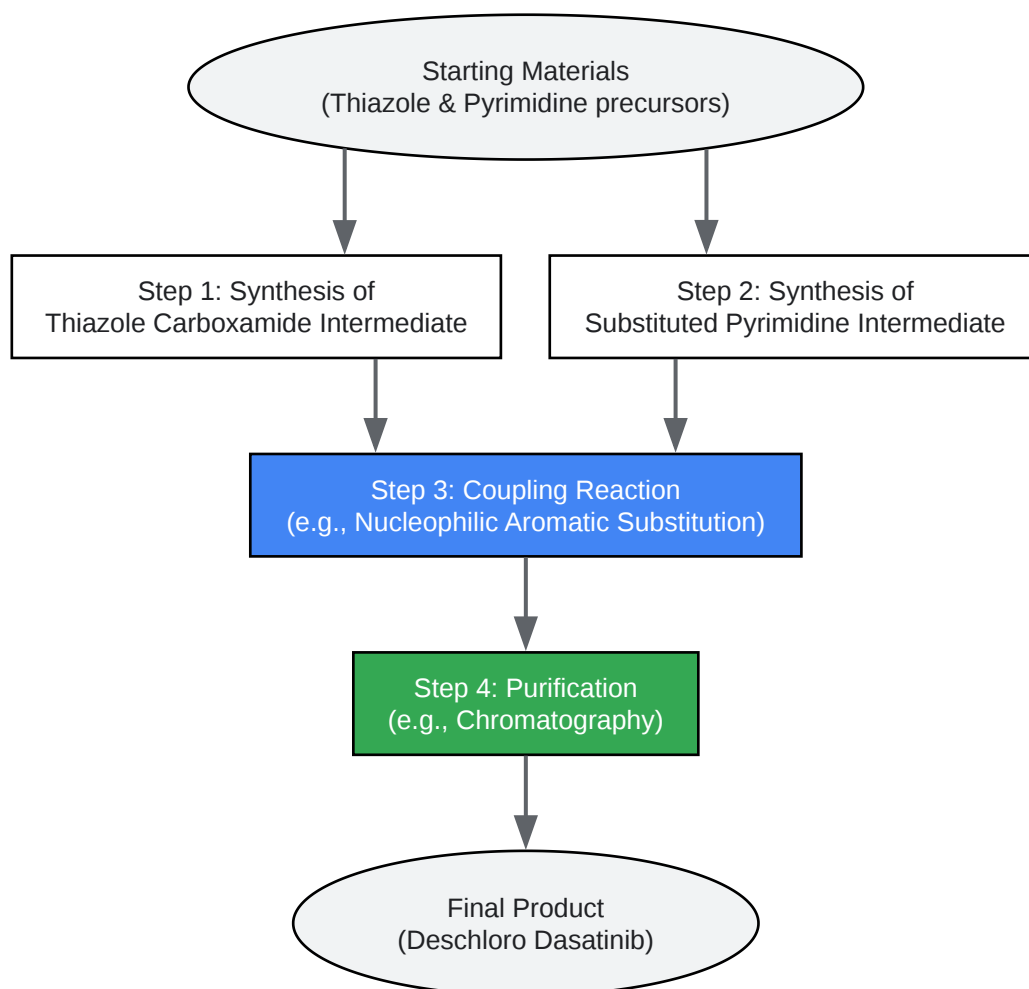 Starting Materials
(Thiazole & Pyrimidine precursors)
Step 1: Synthesis of
Thiazole Carboxamide Intermediate
Step 2: Synthesis of
Substituted Pyrimidine Intermediate
Step 3: Coupling Reaction
(e.g., Nucleophilic Aromatic Substitution)
Step 4: Purification
(e.g., Chromatography)
Final Product
(Deschloro Dasatinib)